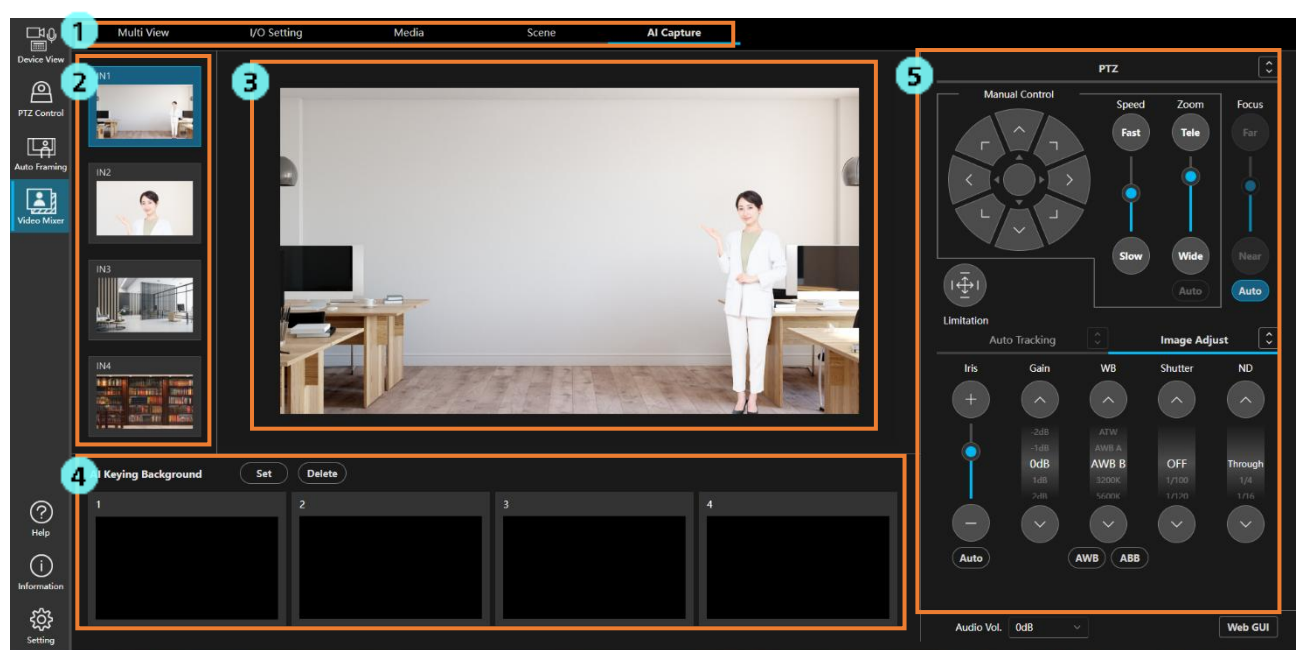 1
Multi View
I/O Setting
Media
Scene
AI Capture
Device View
PTZ Control
Auto Framing
Video Mixer
Help
Information
Setting
2
IN1
IN2
IN3
IN4
3
4
AI Keying Background
Set
Delete
1
2
3
4
5
PTZ
Manual Control
Speed
Zoom
Focus
Fast
Tele
Far
Slow
Wide
Near
Auto
Auto
Limitation
Auto Tracking
Image Adjust
Iris
Gain
WB
Shutter
ND
-2dB
ATW
-1dB
AWB A
0dB
AWB B
OFF
Through
1dB
3200K
1/100
1/4
2dB
5600K
1/120
1/16
Auto
AWB
ABB
Audio Vol.
0dB
Web GUI